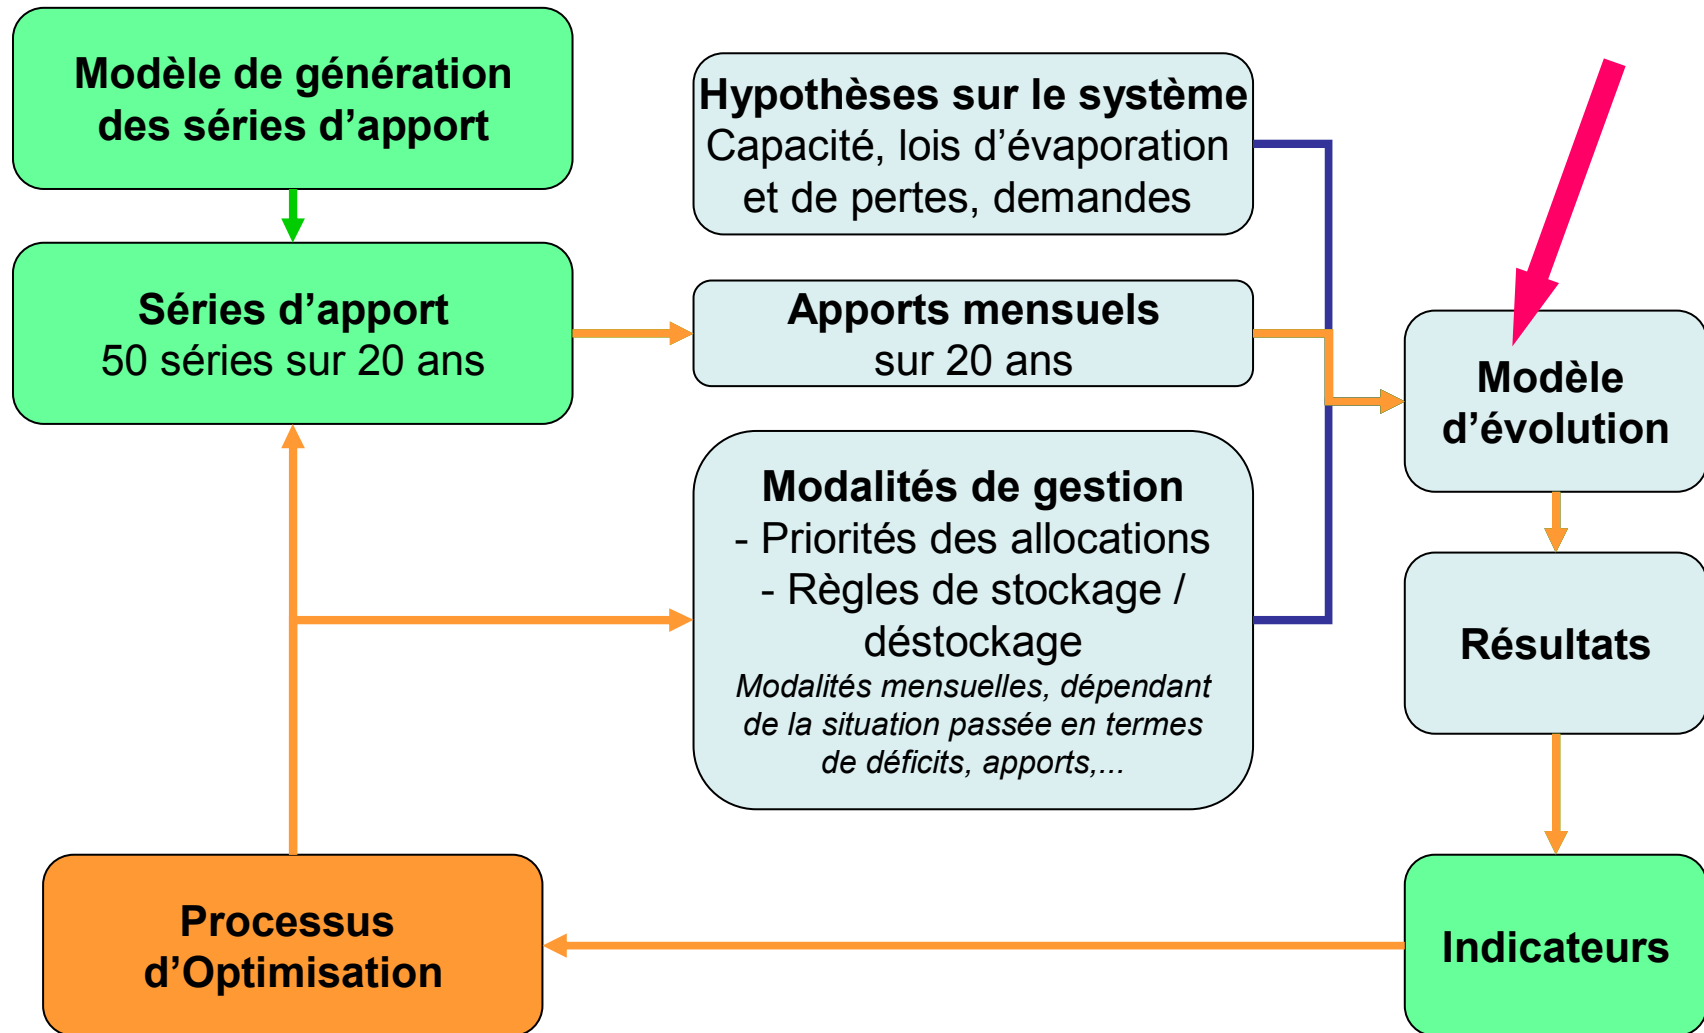 Modèle de génération
des séries d’apport
Séries d’apport
50 séries sur 20 ans
Hypothèses sur le système
Capacité, lois d’évaporation
et de pertes, demandes
Apports mensuels
sur 20 ans
Modalités de gestion
- Priorités des allocations
- Règles de stockage /
déstockage
Modalités mensuelles, dépendant
de la situation passée en termes
de déficits, apports,...
Modèle
d’évolution
Résultats
Indicateurs
Processus
d’Optimisation